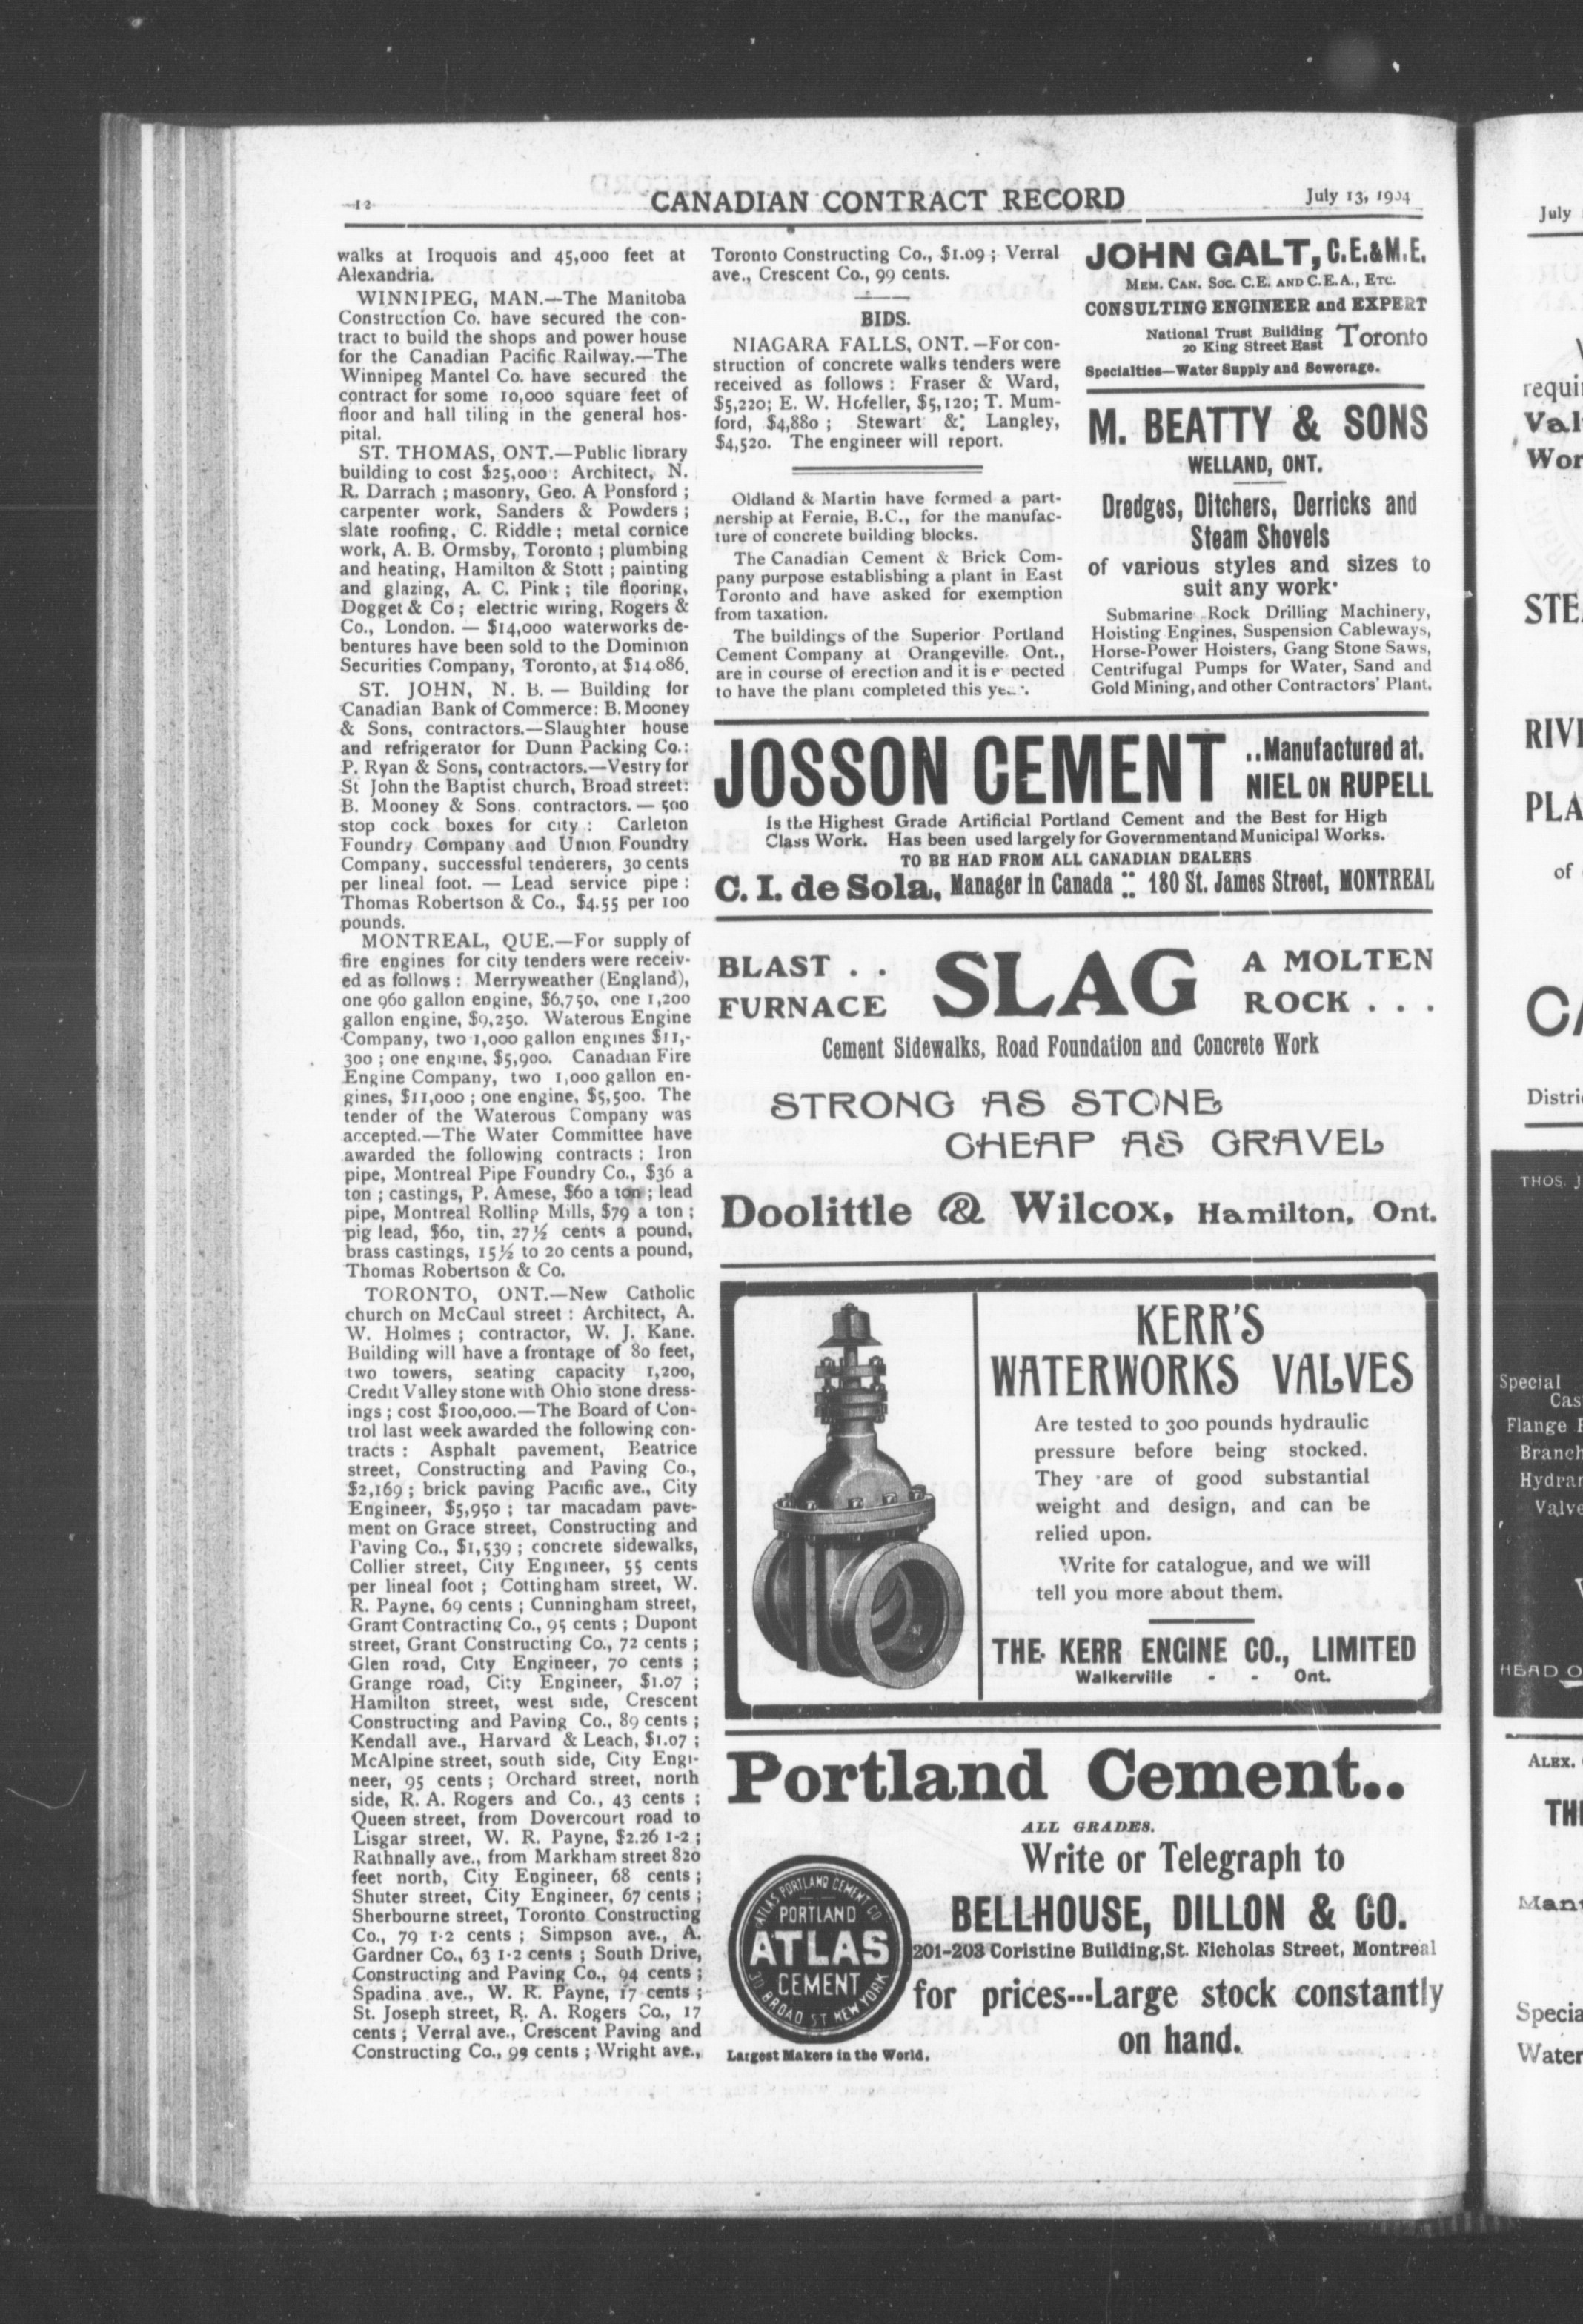 12
CANADIAN CONTRACT RECORD
July 13, 1904
walks at Iroquois and 45,000 feet at
Alexandria.
WINNIPEG, MAN.—The Manitoba
Construction Co. have secured the con-
tract to build the shops and power house
for the Canadian Pacific Railway.—The
Winnipeg Mantel Co. have secured the
contract for some 10,000 square feet of
floor and hall tiling in the general hos-
pital.
ST. THOMAS, ONT.—Public library
building to cost $25,000: Architect, N.
R. Darrach ; masonry, Geo. A Ponsford ;
carpenter work, Sanders & Powders ;
slate roofing, C. Riddle ; metal cornice
work, A. B. Ormsby, Toronto ; plumbing
and heating, Hamilton & Stott ; painting
and glazing, A. C. Pink ; tile flooring,
Dogget & Co ; electric wiring, Rogers &
Co., London. — $14,000 waterworks de-
bentures have been sold to the Dominion
Securities Company, Toronto, at $14 086.
ST. JOHN, N. B. — Building for
Canadian Bank of Commerce: B. Mooney
& Sons, contractors.—Slaughter house
and refrigerator for Dunn Packing Co.:
P. Ryan & Sons, contractors.—Vestry for
St John the Baptist church, Broad street:
B. Mooney & Sons contractors. — 500
stop cock boxes for city : Carleton
Foundry Company and Union Foundry
Company, successful tenderers, 30 cents
per lineal foot. — Lead service pipe :
Thomas Robertson & Co., $4.55 per 100
pounds.
MONTREAL, QUE.—For supply of
fire engines for city tenders were receiv-
ed as follows : Merryweather (England),
one 960 gallon engine, $6,750, one 1,200
gallon engine, $9,250. Waterous Engine
Company, two 1,000 gallon engines $11,-
300 ; one engine, $5,900. Canadian Fire
Engine Company, two 1,000 gallon en-
gines, $11,000 ; one engine, $5,500. The
tender of the Waterous Company was
accepted.—The Water Committee have
awarded the following contracts : Iron
pipe, Montreal Pipe Foundry Co., $36 a
ton ; castings, P. Amese, $60 a ton ; lead
pipe, Montreal Rolling Mills, $79 a ton ;
pig lead, $60, tin, 27½ cents a pound,
brass castings, 15½ to 20 cents a pound,
Thomas Robertson & Co.
TORONTO, ONT.—New Catholic
church on McCaul street : Architect, A.
W. Holmes ; contractor, W. J. Kane.
Building will have a frontage of 80 feet,
two towers, seating capacity 1,200,
Credit Valley stone with Ohio stone dress-
ings ; cost $100,000.—The Board of Con-
trol last week awarded the following con-
tracts : Asphalt pavement, Beatrice
street, Constructing and Paving Co.,
$2,169 ; brick paving Pacific ave., City
Engineer, $5,950 ; tar macadam pave-
ment on Grace street, Constructing and
Paving Co., $1,539 ; concrete sidewalks,
Collier street, City Engineer, 55 cents
per lineal foot ; Cottingham street, W.
R. Payne, 69 cents ; Cunningham street,
Grant Contracting Co., 95 cents ; Dupont
street, Grant Constructing Co., 72 cents ;
Glen road, City Engineer, 70 cents ;
Grange road, City Engineer, $1.07 ;
Hamilton street, west side, Crescent
Constructing and Paving Co., 89 cents ;
Kendall ave., Harvard & Leach, $1.07 ;
McAlpine street, south side, City Engi-
neer, 95 cents ; Orchard street, north
side, R. A. Rogers and Co., 43 cents ;
Queen street, from Dovercourt road to
Lisgar street, W. R. Payne, $2.26 1-2 ;
Rathnally ave., from Markham street 820
feet north, City Engineer, 68 cents ;
Shuter street, City Engineer, 67 cents ;
Sherbourne street, Toronto Constructing
Co., 79 1-2 cents ; Simpson ave., A.
Gardner Co., 63 1-2 cents ; South Drive,
Constructing and Paving Co., 94 cents ;
Spadina ave., W. R. Payne, 17 cents ;
St. Joseph street, R. A. Rogers Co., 17
cents ; Verral ave., Crescent Paving and
Constructing Co., 99 cents ; Wright ave.,
Toronto Constructing Co., $1.09 ; Verral
ave., Crescent Co., 99 cents.
BIDS.
NIAGARA FALLS, ONT.—For con-
struction of concrete walks tenders were
received as follows : Fraser & Ward,
$5,220; E. W. Hofeller, $5,120; T. Mum-
ford, $4,880 ; Stewart & Langley,
$4,520. The engineer will report.
Oldland & Martin have formed a part-
nership at Fernie, B.C., for the manufac-
ture of concrete building blocks.
The Canadian Cement & Brick Com-
pany purpose establishing a plant in East
Toronto and have asked for exemption
from taxation.
The buildings of the Superior Portland
Cement Company at Orangeville, Ont.,
are in course of erection and it is e pected
to have the plant completed this
JOHN GALT, C.E.&M.E.
MEM. CAN. SOC. C.E. AND C.E.A., ETC.
CONSULTING ENGINEER and EXPERT
National Trust Building
20 King Street East Toronto
Specialties—Water Supply and Sewerage.
M. BEATTY & SONS
WELLAND, ONT.
Dredges, Ditchers, Derricks and
Steam Shovels
of various styles and sizes to
suit any work.
Submarine Rock Drilling Machinery,
Hoisting Engines, Suspension Cableways,
Horse-Power Hoisters, Gang Stone Saws,
Centrifugal Pumps for Water, Sand and
Gold Mining, and other Contractors' Plant.
JOSSON CEMENT
..Manufactured at.
NIEL ON RUPELL
Is the Highest Grade Artificial Portland Cement and the Best for High
Class Work. Has been used largely for Government and Municipal Works.
TO BE HAD FROM ALL CANADIAN DEALERS
C. I. de Sola, Manager in Canada :: 180 St. James Street, MONTREAL
BLAST . .
FURNACE
SLAG
A MOLTEN
ROCK . . .
Cement Sidewalks, Road Foundation and Concrete Work
STRONG AS STONE
CHEAP AS GRAVEL
Doolittle & Wilcox, Hamilton, Ont.
KERR'S
WATERWORKS VALVES
Are tested to 300 pounds hydraulic
pressure before being stocked.
They are of good substantial
weight and design, and can be
relied upon.
Write for catalogue, and we will
tell you more about them.
THE KERR ENGINE CO., LIMITED
Walkerville - - Ont.
Portland Cement..
ALL GRADES.
Write or Telegraph to
BELLHOUSE, DILLON & CO.
201-203 Coristine Building, St. Nicholas Street, Montreal
for prices---Large stock constantly
on hand.
ATLAS PORTLAND CEMENT CO
PORTLAND
ATLAS
CEMENT
30 BROAD ST NEW YORK
Largest Makers in the World.
July
requi
Val
Wor
STE
RIVE
PLA
of
CA
Distri
THOS. J
Special
Cas
Flange
Branch
Hydran
Valve
HEAD O
ALEX.
TH
Man
Specia
Water